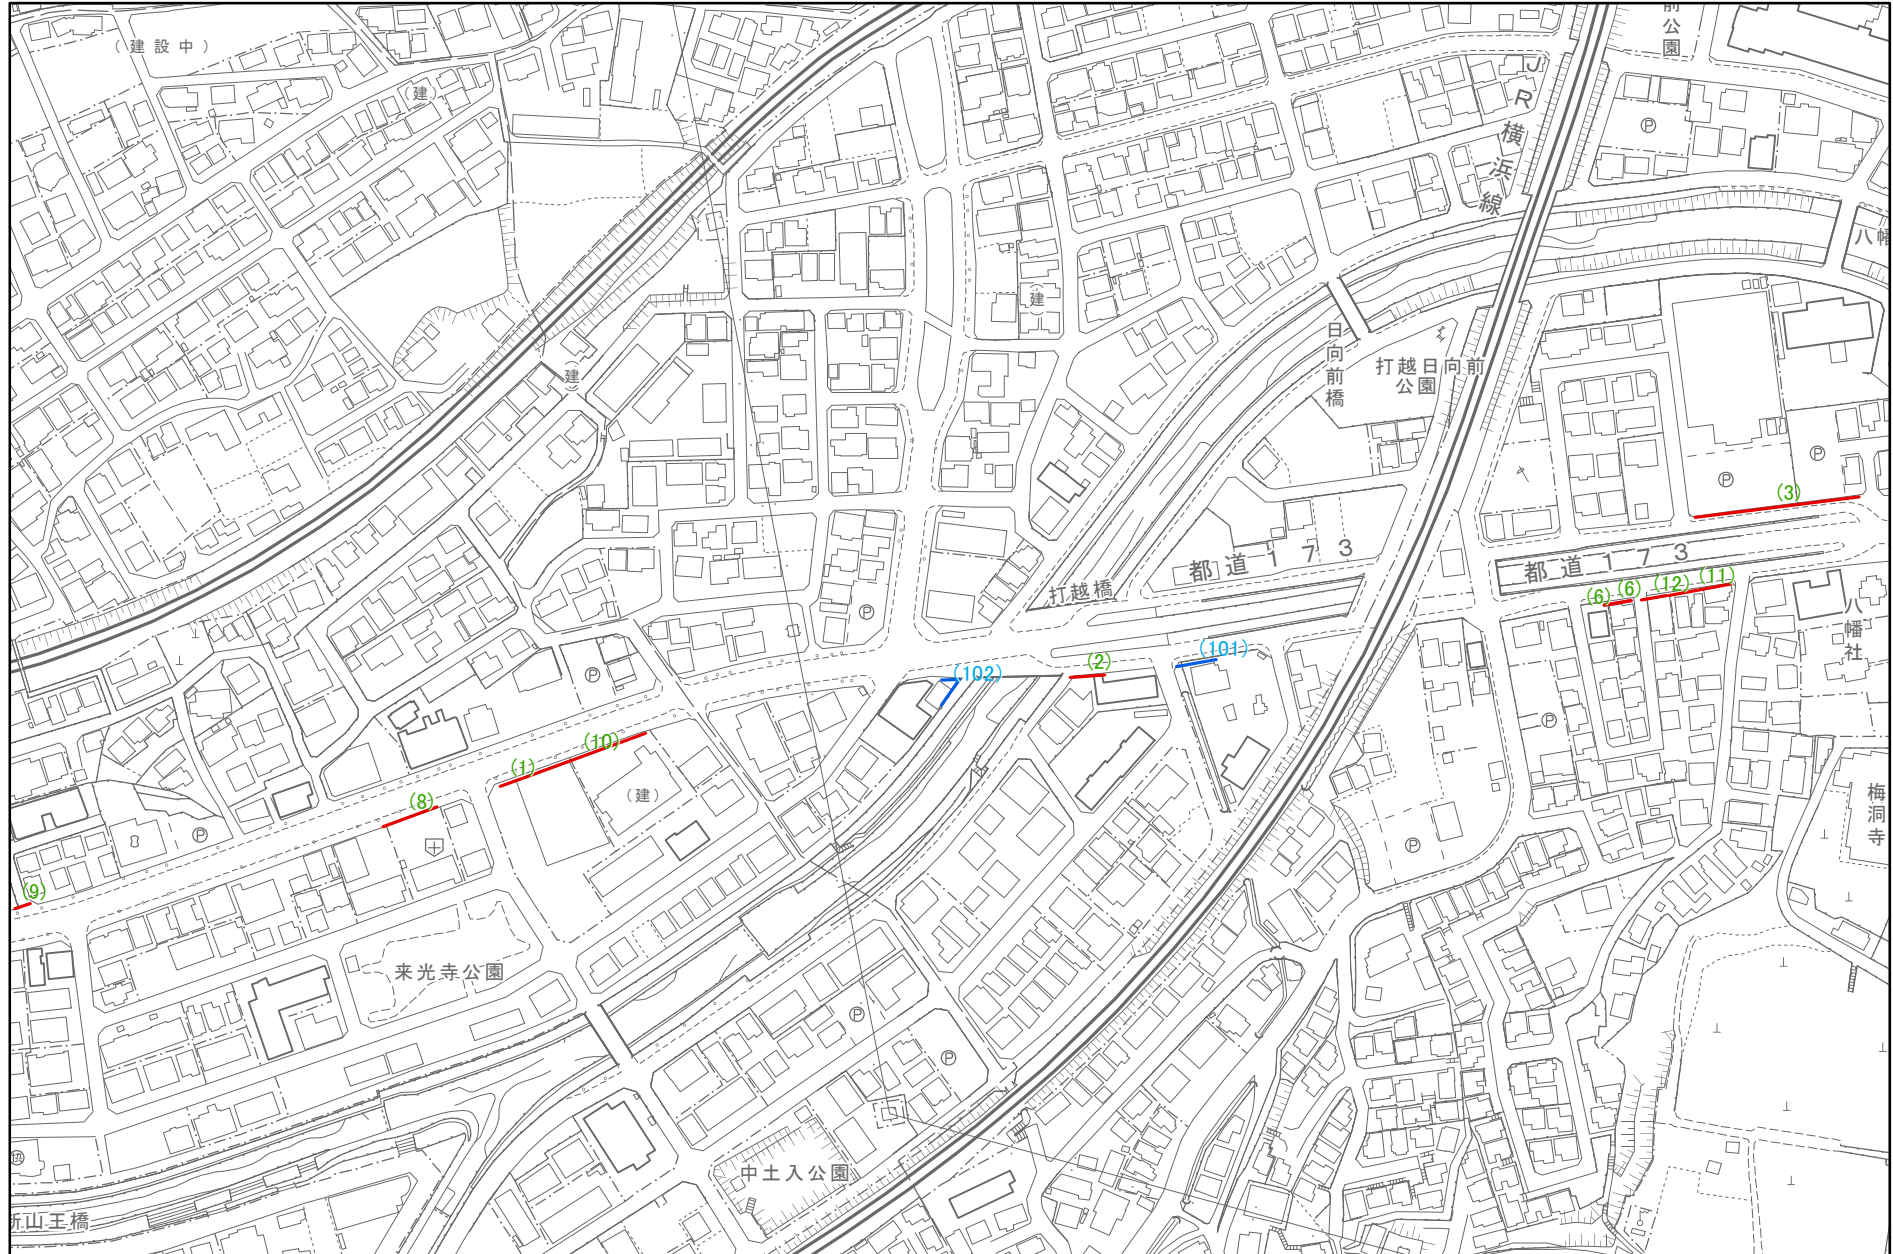 (建設中)
(建)
前公園
JR横浜線
Ⓟ
八幡
(建)
日向前橋
打越日向前
公園
(建)
Ⓟ
Ⓟ
(3)
都道173
都道173
打越橋
(6)
(6)
(12)
(11)
八幡社
Ⓟ
Ⓟ
(102)
(2)
(101)
Ⓟ
(10)
(1)
(建)
(8)
Ⓟ
Ⓟ
梅洞寺
(9)
来光寺公園
Ⓟ
Ⓟ
中土入公園
新山王橋